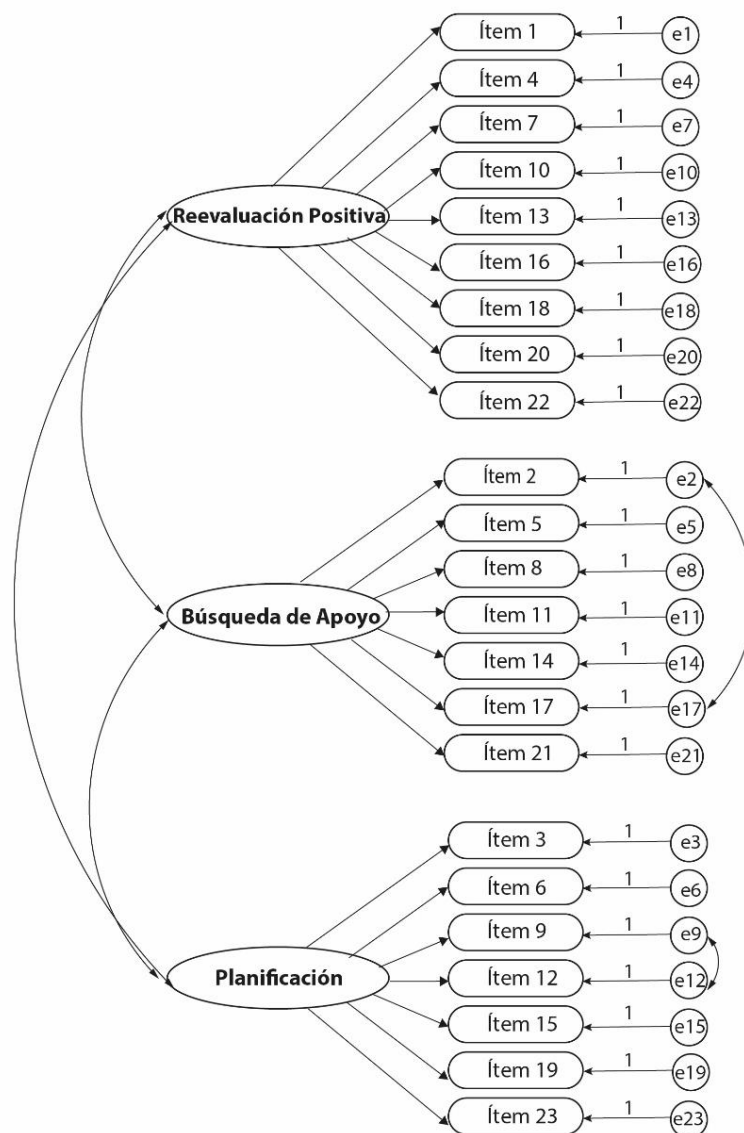 Ítem 1 1 e1
Ítem 4 1 e4
Ítem 7 1 e7
Ítem 10 1 e10
Reevaluación Positiva
Ítem 13 1 e13
Ítem 16 1 e16
Ítem 18 1 e18
Ítem 20 1 e20
Ítem 22 1 e22
Ítem 2 1 e2
Ítem 5 1 e5
Ítem 8 1 e8
Búsqueda de Apoyo
Ítem 11 1 e11
Ítem 14 1 e14
Ítem 17 1 e17
Ítem 21 1 e21
Ítem 3 1 e3
Ítem 6 1 e6
Ítem 9 1 e9
Planificación
Ítem 12 1 e12
Ítem 15 1 e15
Ítem 19 1 e19
Ítem 23 1 e23